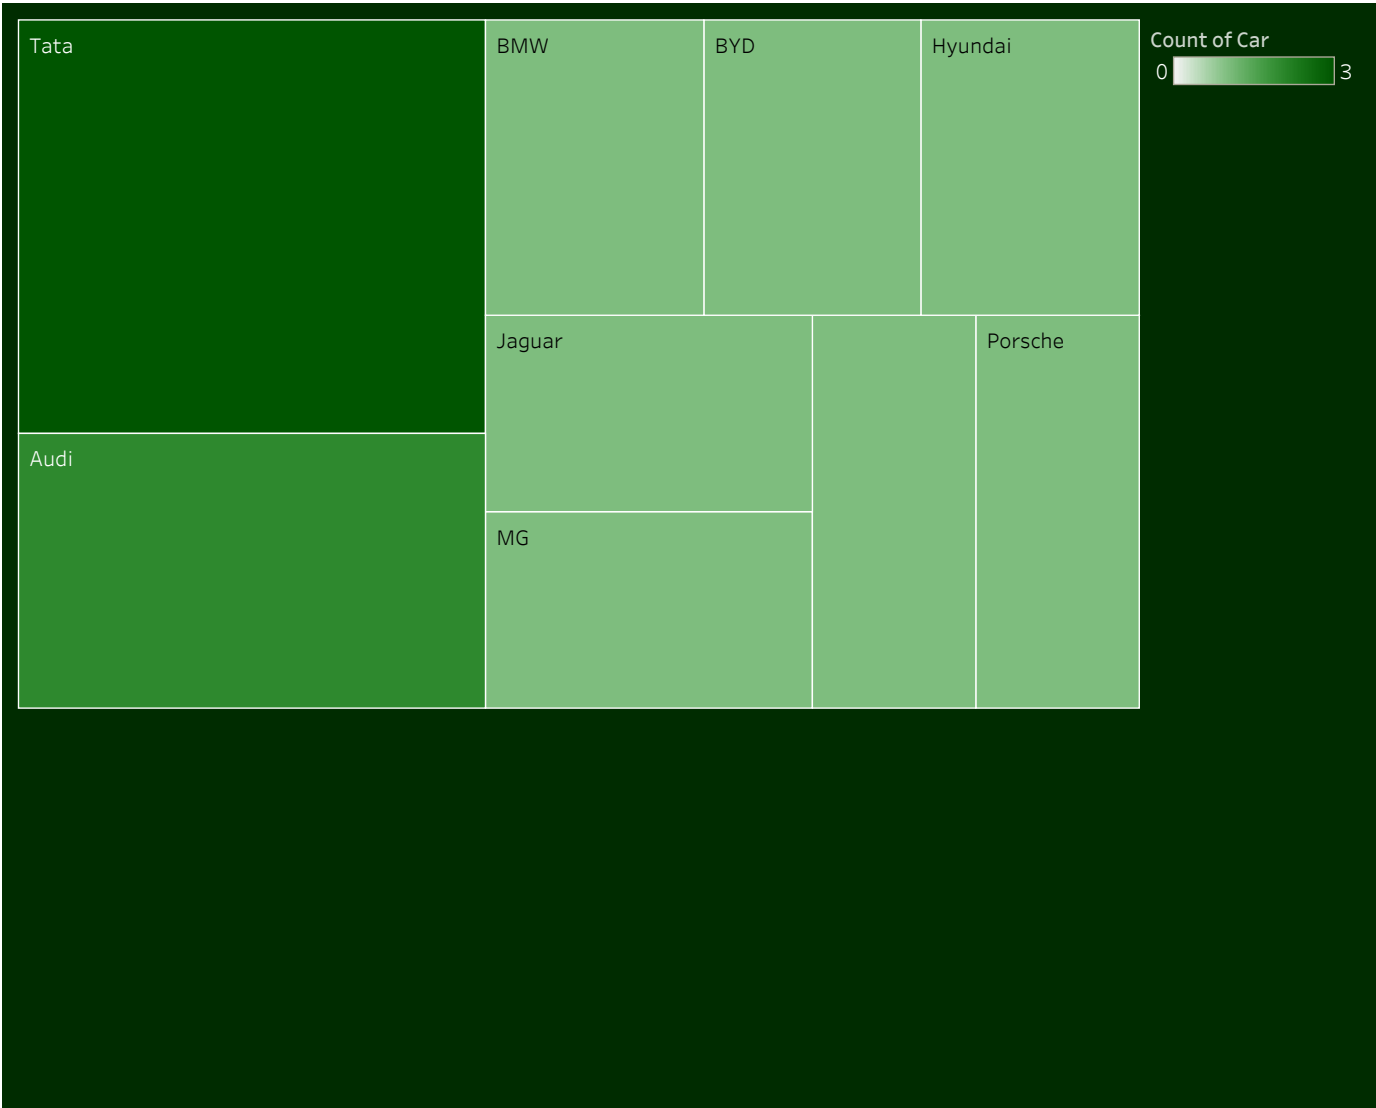 Tata
BMW
BYD
Hyundai
Count of Car
0 3
Jaguar
Porsche
Audi
MG